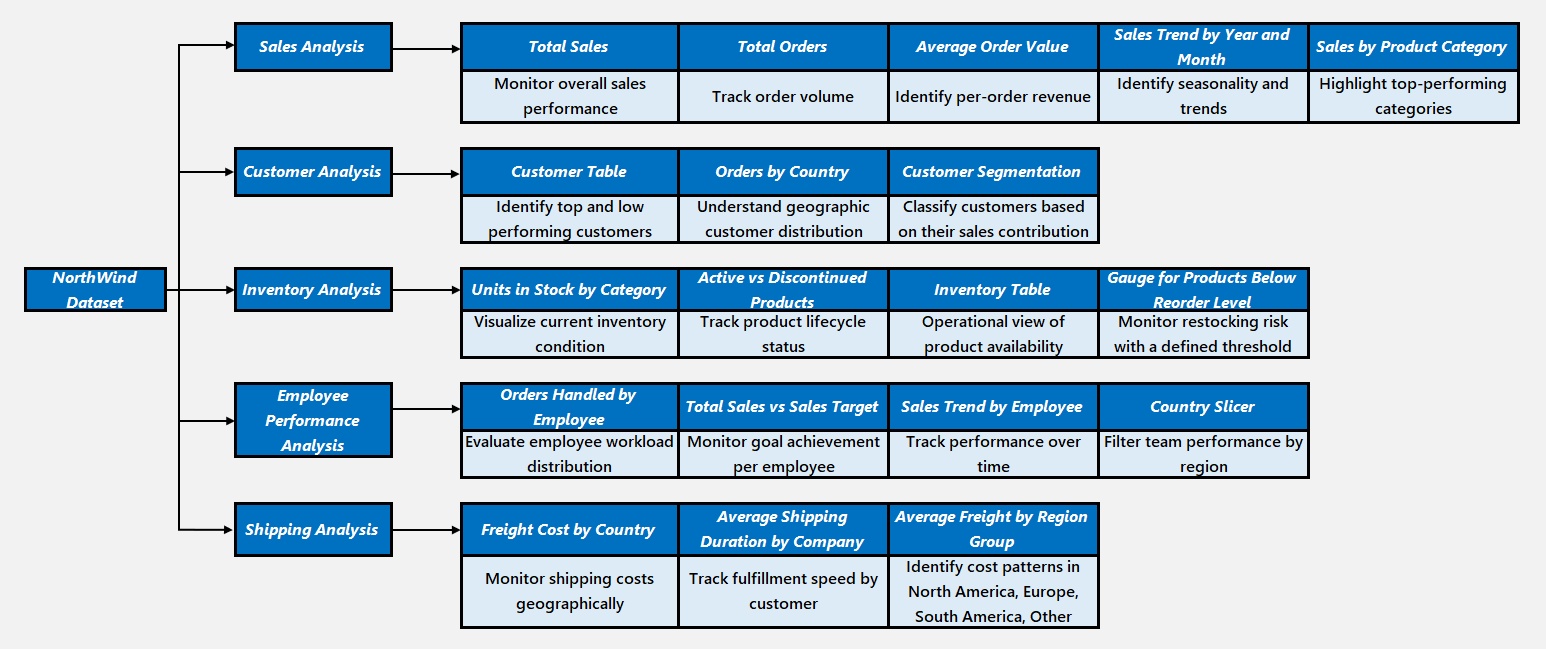 Sales Analysis
Total Sales
Total Orders
Average Order Value
Sales Trend by Year and
Month
Sales by Product Category
Monitor overall sales
performance
Track order volume
Identify per-order revenue
Identify seasonality and
trends
Highlight top-performing
categories
Customer Analysis
Customer Table
Orders by Country
Customer Segmentation
Identify top and low
performing customers
Understand geographic
customer distribution
Classify customers based
on their sales contribution
NorthWind
Dataset
Inventory Analysis
Units in Stock by Category
Active vs Discontinued
Products
Inventory Table
Gauge for Products Below
Reorder Level
Visualize current inventory
condition
Track product lifecycle
status
Operational view of
product availability
Monitor restocking risk
with a defined threshold
Employee
Performance
Analysis
Orders Handled by
Employee
Total Sales vs Sales Target
Sales Trend by Employee
Country Slicer
Evaluate employee workload
distribution
Monitor goal achievement
per employee
Track performance over
time
Filter team performance by
region
Shipping Analysis
Freight Cost by Country
Average Shipping
Duration by Company
Average Freight by Region
Group
Monitor shipping costs
geographically
Track fulfillment speed by
customer
Identify cost patterns in
North America, Europe,
South America, Other